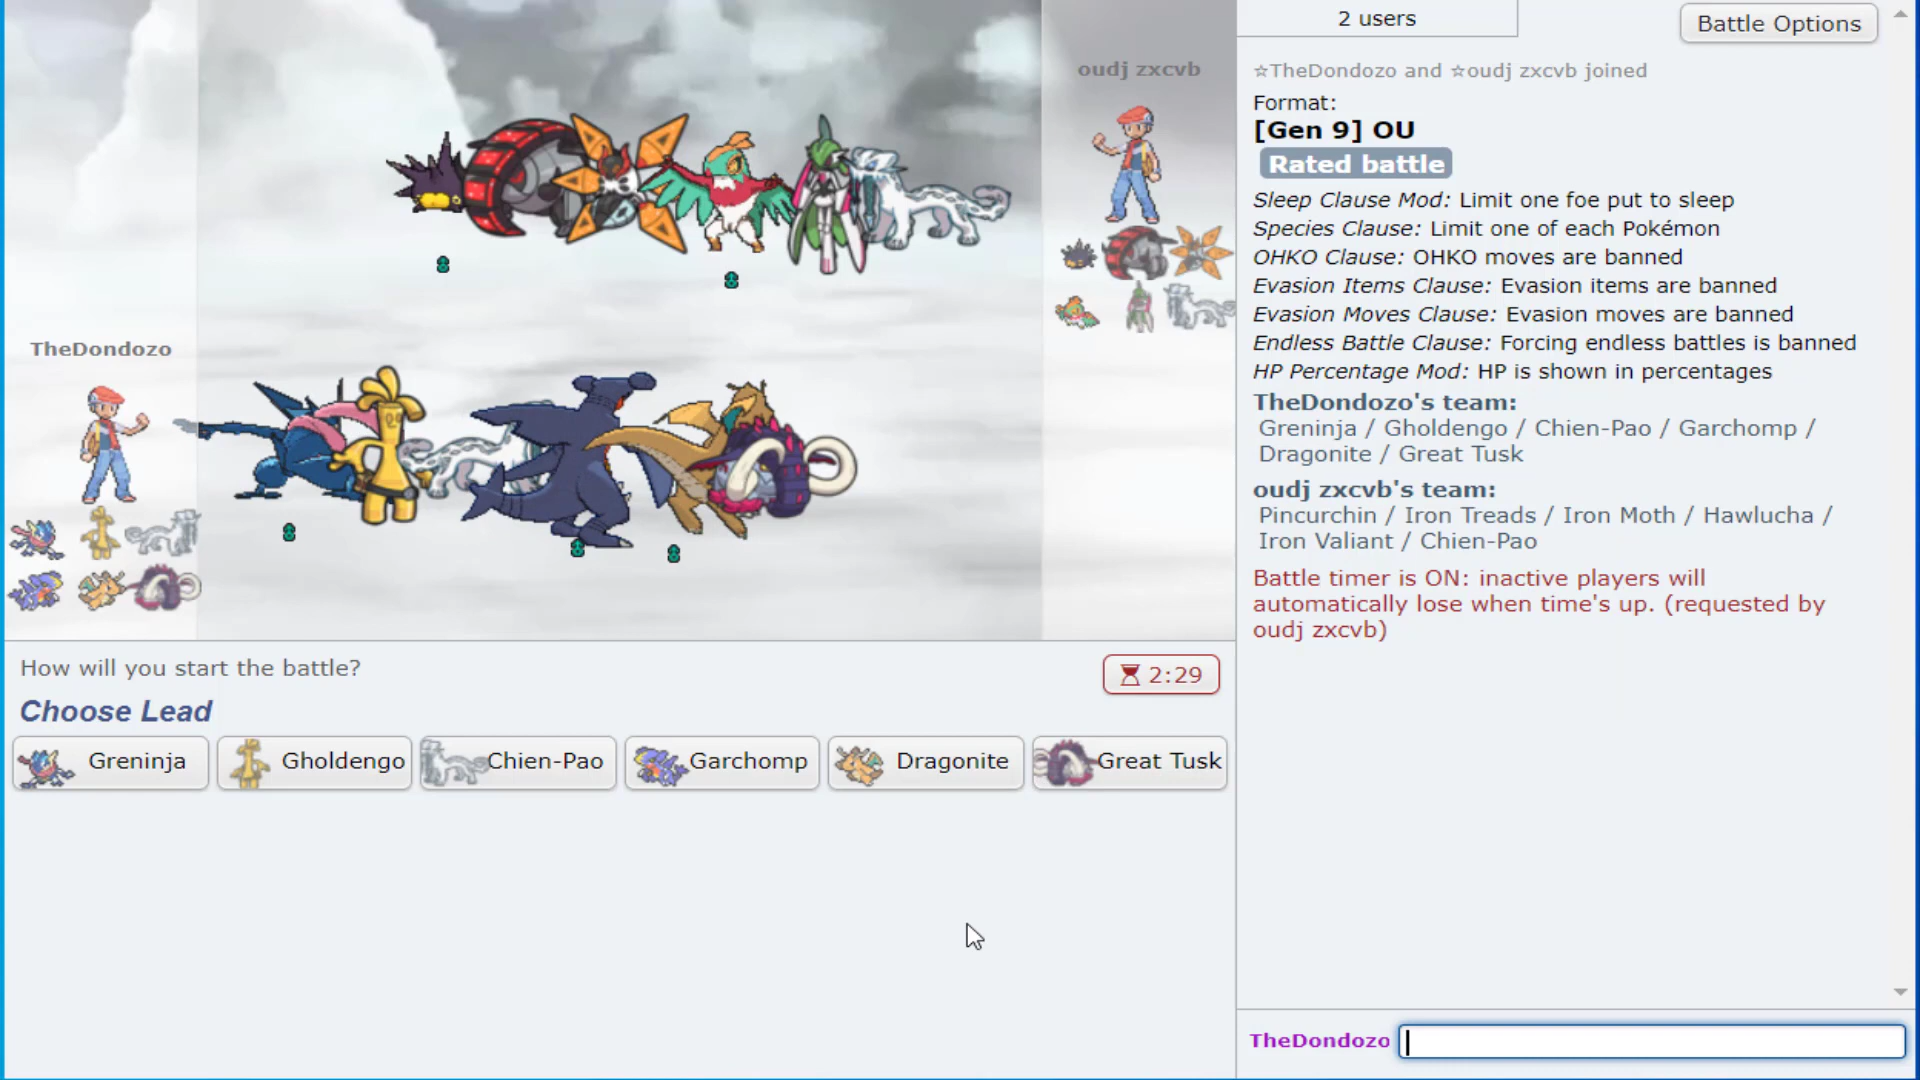 2 users
Battle Options
☆TheDondozo and ☆oudj zxcvb joined
Format:
[Gen 9] OU
Rated battle
Sleep Clause Mod: Limit one foe put to sleep
Species Clause: Limit one of each Pokémon
OHKO Clause: OHKO moves are banned
Evasion Items Clause: Evasion items are banned
Evasion Moves Clause: Evasion moves are banned
Endless Battle Clause: Forcing endless battles is banned
HP Percentage Mod: HP is shown in percentages
TheDondozo's team:
Greninja / Gholdengo / Chien-Pao / Garchomp /
Dragonite / Great Tusk
oudj zxcvb's team:
Pincurchin / Iron Treads / Iron Moth / Hawlucha /
Iron Valiant / Chien-Pao
Battle timer is ON: inactive players will
automatically lose when time's up. (requested by
oudj zxcvb)
oudj zxcvb
TheDondozo
How will you start the battle?
2:29
Choose Lead
Greninja
Gholdengo
Chien-Pao
Garchomp
Dragonite
Great Tusk
TheDondozo